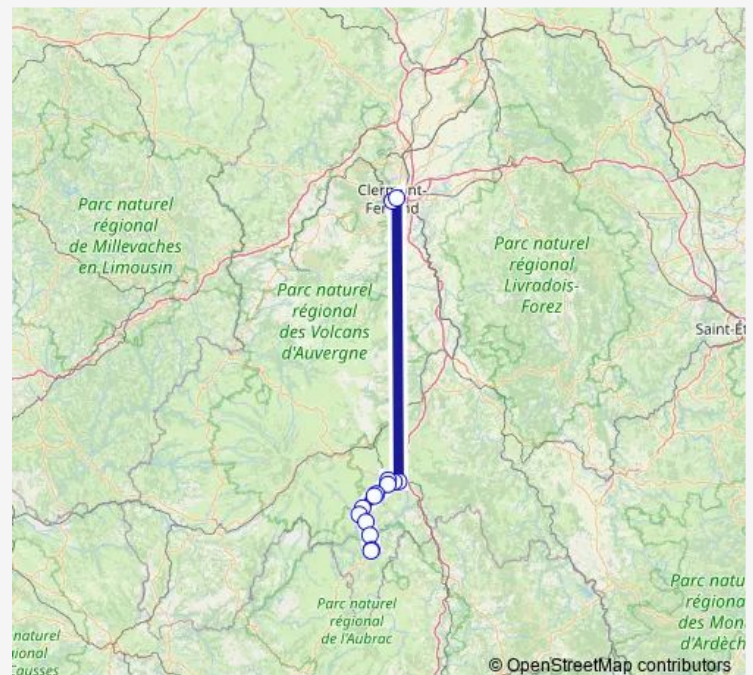 Clermont-
Ferrand
Parc naturel
régional
de Millevaches
en Limousin
Parc naturel
régional
Livradois-
Forez
Parc naturel
régional
des Volcans
d'Auvergne
Saint-Ét
Parc natu
régiona
des Mon
d'Ardèch
Parc naturel
régional
de l'Aubrac
naturel
ional
Causses
© OpenStreetMap contributors